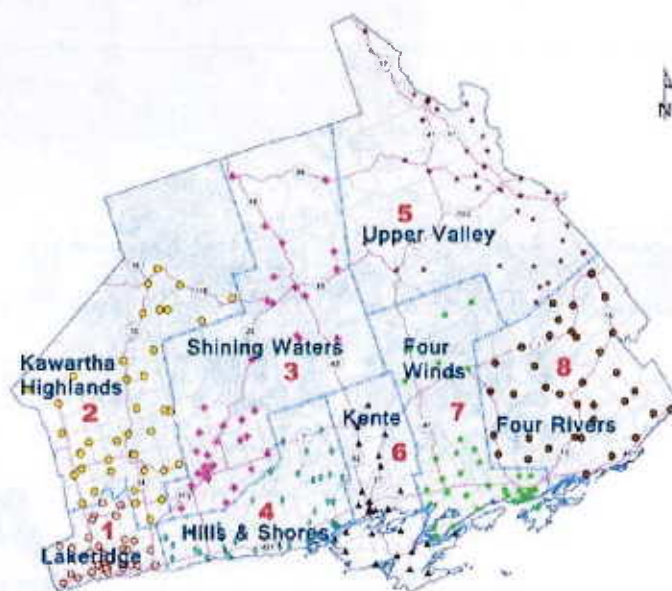 N
5
Upper Valley
Shining Waters
3
Kawartha
Highlands
2
Four
Winds
7
8
Four Rivers
Kente
6
4
Hills & Shores
1
Lakeridge